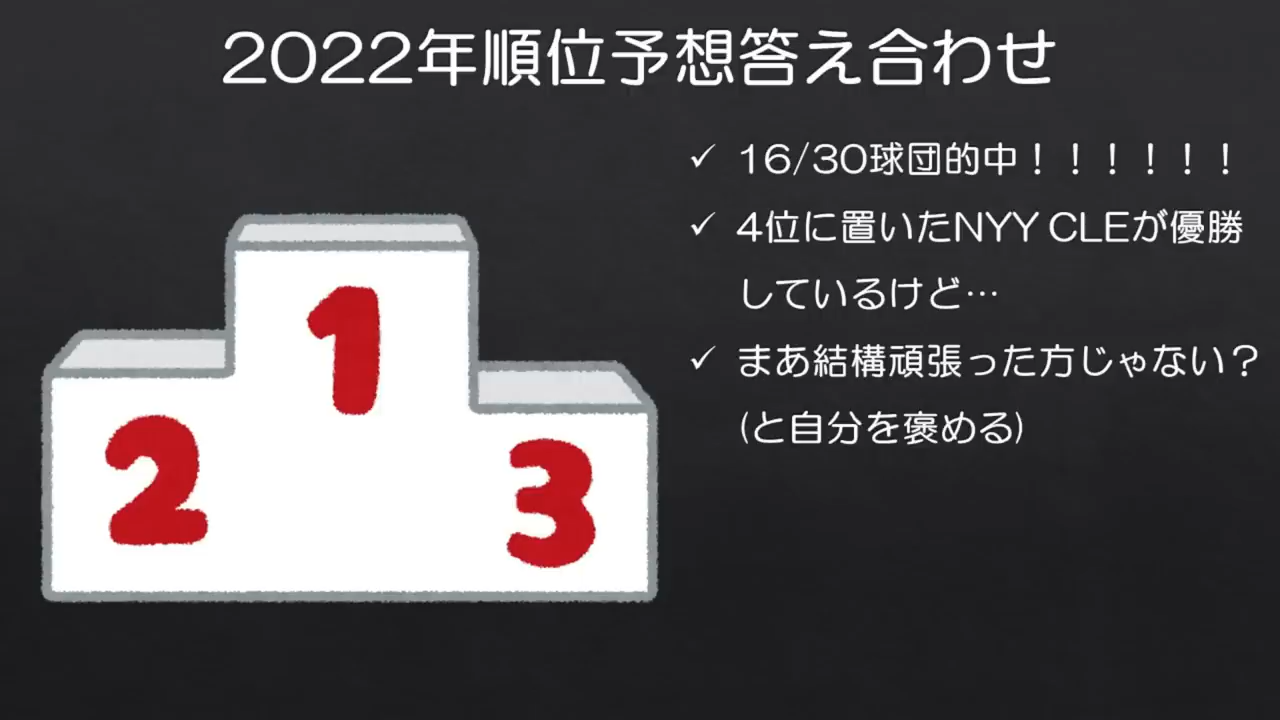 2022年順位予想答え合わせ
✓ 16/30球団的中！！！！！！
✓ 4位に置いたNYY CLEが優勝
しているけど…
✓ まあ結構頑張った方じゃない？
(と自分を褒める)
1
2
3